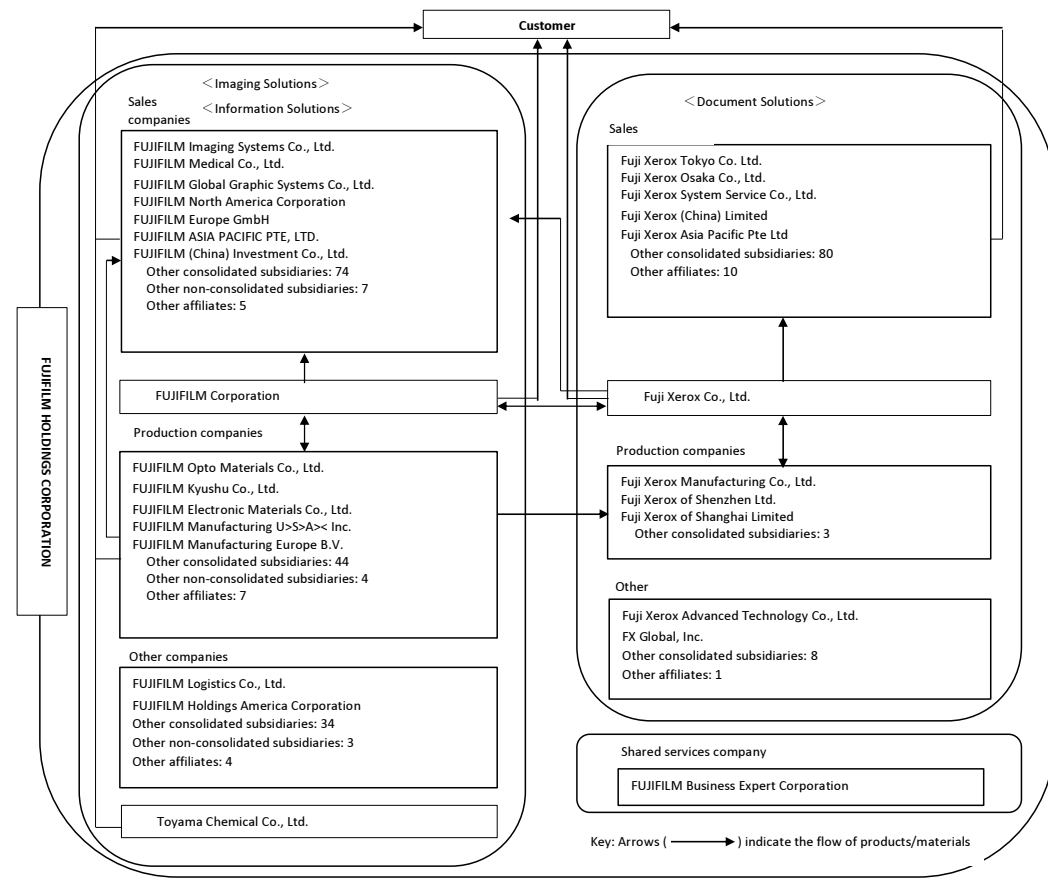 Customer
FUJIFILM HOLDINGS CORPORATION
<Imaging Solutions>
<Information Solutions>
Sales
companies
FUJIFILM Imaging Systems Co., Ltd.
FUJIFILM Medical Co., Ltd.
FUJIFILM Global Graphic Systems Co., Ltd.
FUJIFILM North America Corporation
FUJIFILM Europe GmbH
FUJIFILM ASIA PACIFIC PTE, LTD.
FUJIFILM (China) Investment Co., Ltd.
Other consolidated subsidiaries: 74
Other non-consolidated subsidiaries: 7
Other affiliates: 5
FUJIFILM Corporation
Production companies
FUJIFILM Opto Materials Co., Ltd.
FUJIFILM Kyushu Co., Ltd.
FUJIFILM Electronic Materials Co., Ltd.
FUJIFILM Manufacturing U>S>A>< Inc.
FUJIFILM Manufacturing Europe B.V.
Other consolidated subsidiaries: 44
Other non-consolidated subsidiaries: 4
Other affiliates: 7
Other companies
FUJIFILM Logistics Co., Ltd.
FUJIFILM Holdings America Corporation
Other consolidated subsidiaries: 34
Other non-consolidated subsidiaries: 3
Other affiliates: 4
Toyama Chemical Co., Ltd.
<Document Solutions>
Sales
Fuji Xerox Tokyo Co. Ltd.
Fuji Xerox Osaka Co., Ltd.
Fuji Xerox System Service Co., Ltd.
Fuji Xerox (China) Limited
Fuji Xerox Asia Pacific Pte Ltd
Other consolidated subsidiaries: 80
Other affiliates: 10
Fuji Xerox Co., Ltd.
Production companies
Fuji Xerox Manufacturing Co., Ltd.
Fuji Xerox of Shenzhen Ltd.
Fuji Xerox of Shanghai Limited
Other consolidated subsidiaries: 3
Other
Fuji Xerox Advanced Technology Co., Ltd.
FX Global, Inc.
Other consolidated subsidiaries: 8
Other affiliates: 1
Shared services company
FUJIFILM Business Expert Corporation
Key: Arrows ( → ) indicate the flow of products/materials